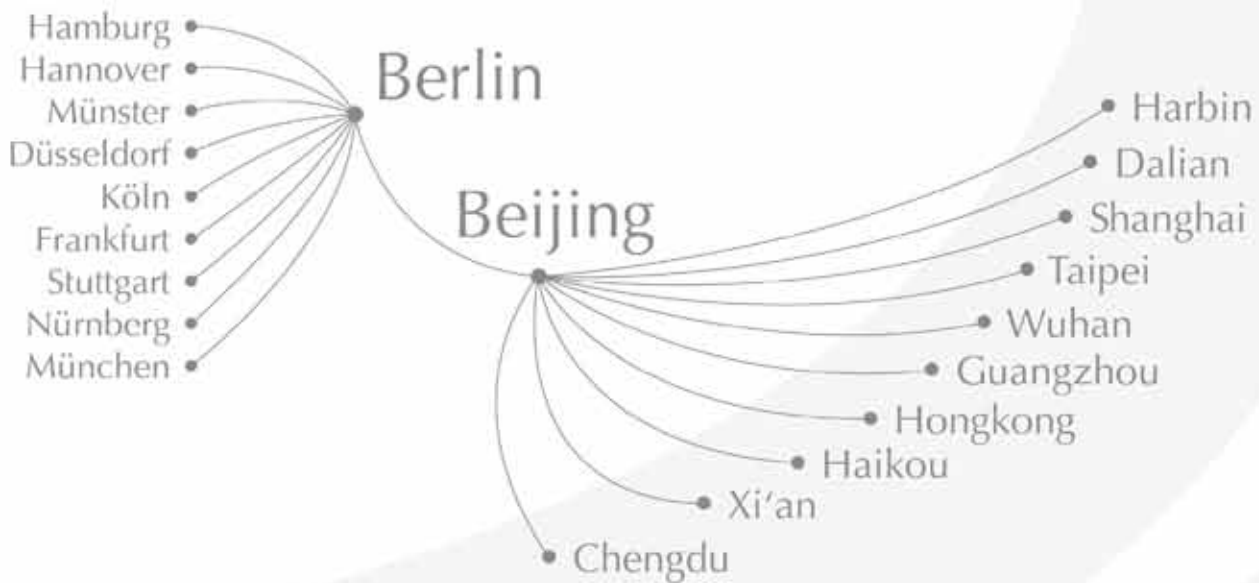 Hamburg
Hannover
Münster
Düsseldorf
Köln
Frankfurt
Stuttgart
Nürnberg
München
Berlin
Beijing
Harbin
Dalian
Shanghai
Taipei
Wuhan
Guangzhou
Hongkong
Haikou
Xi‘an
Chengdu